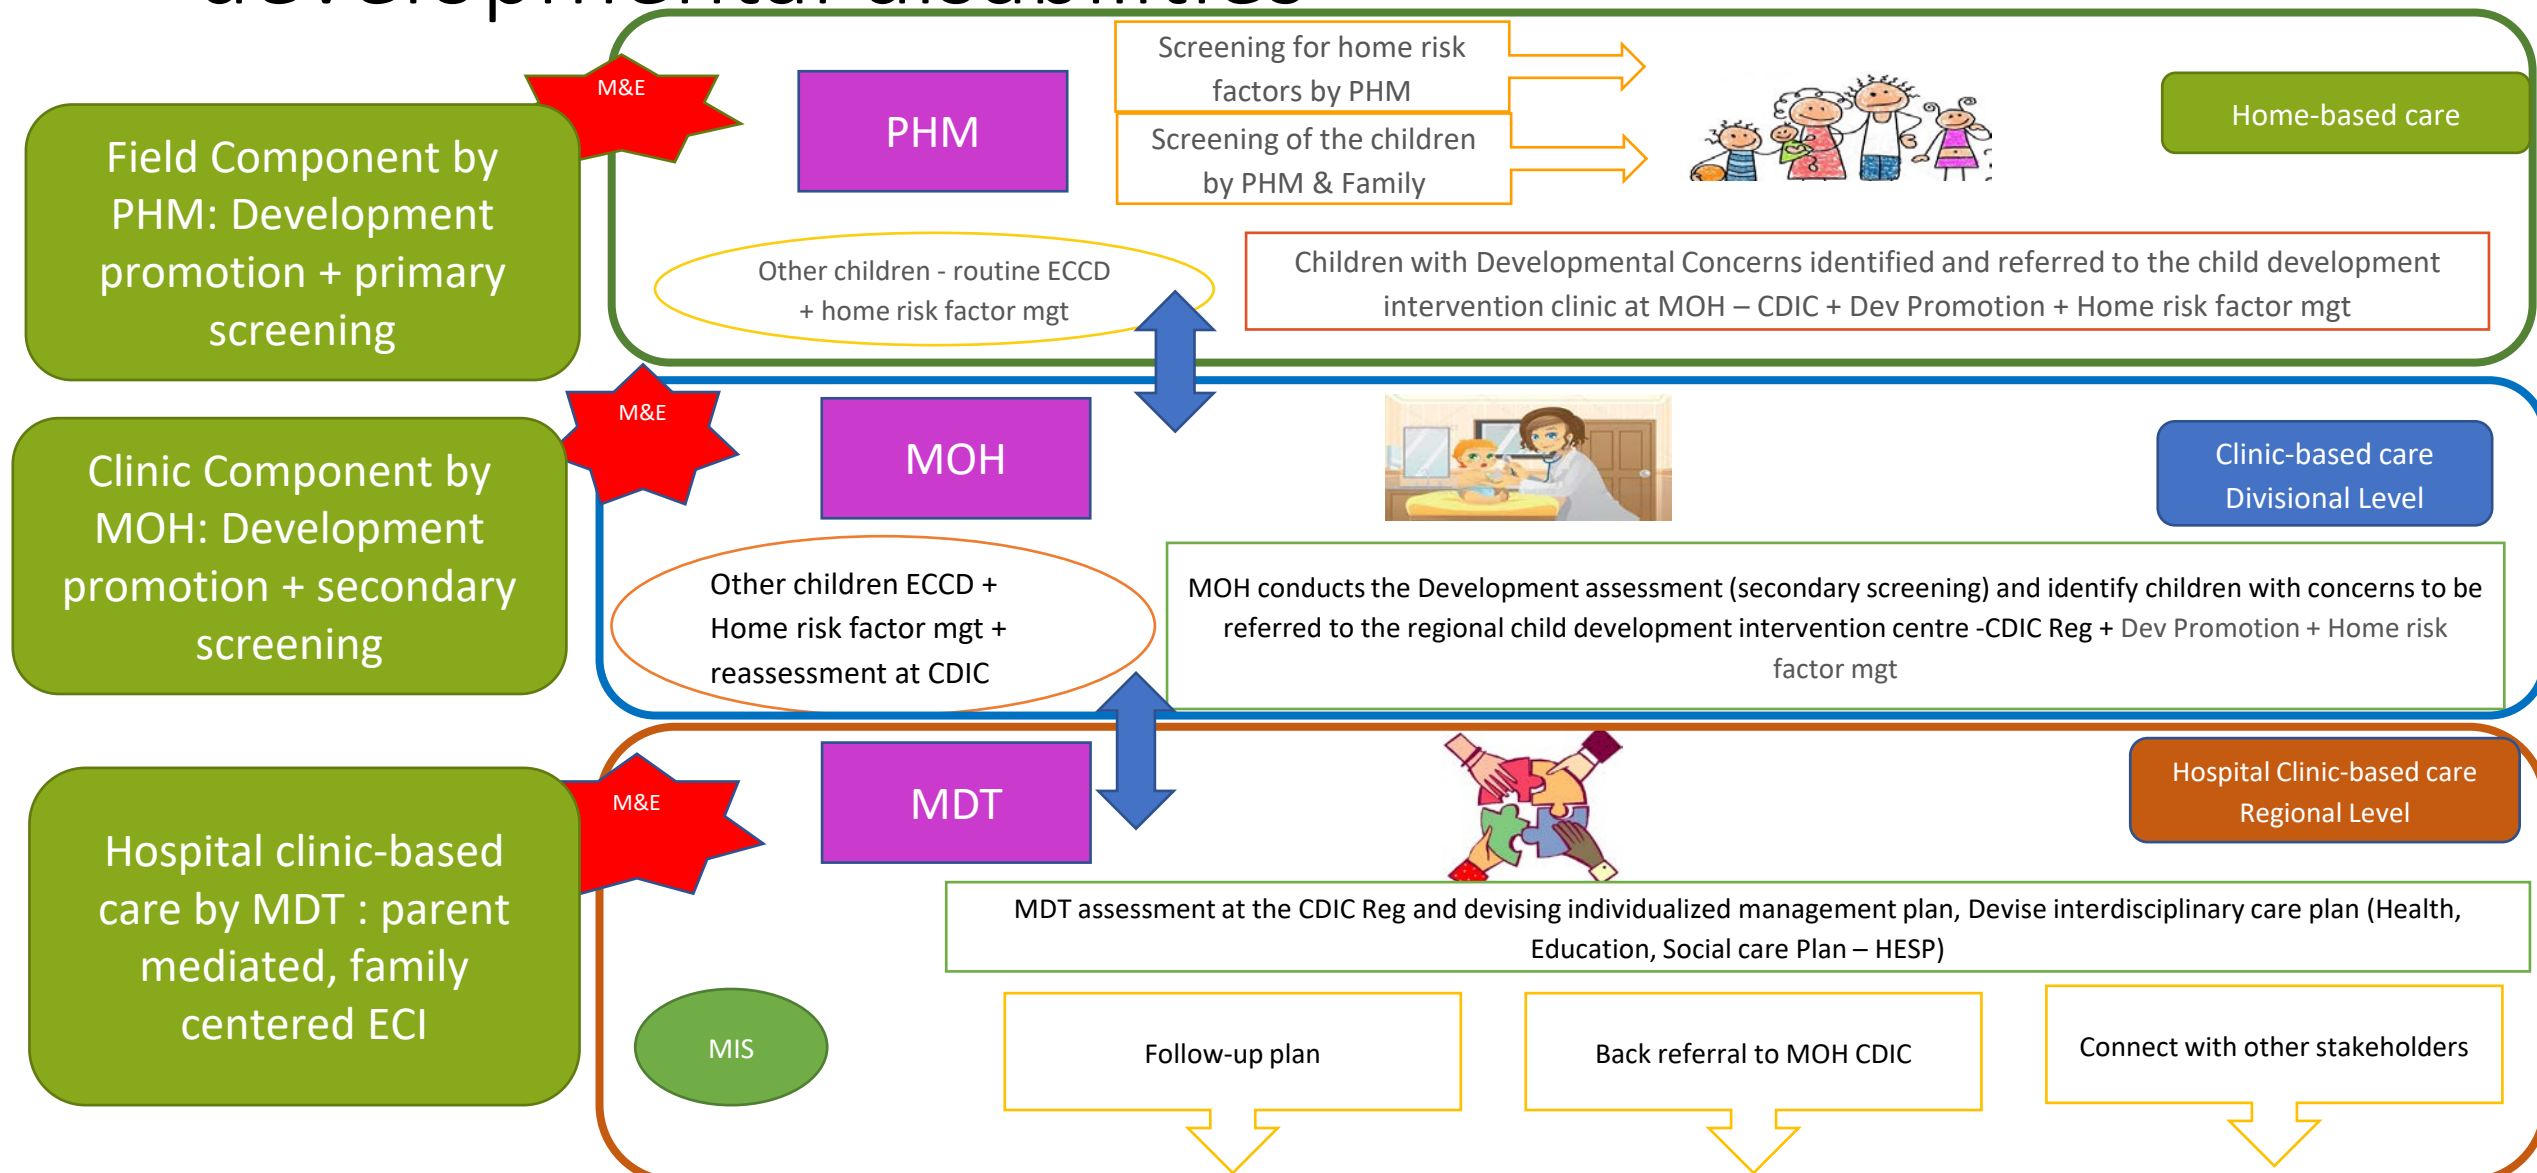 developmental disabilities
M&E
Field Component by
PHM: Development
promotion + primary
screening
PHM
Screening for home risk
factors by PHM
Screening of the children
by PHM & Family
Home-based care
Other children - routine ECCD
+ home risk factor mgt
Children with Developmental Concerns identified and referred to the child development
intervention clinic at MOH – CDIC + Dev Promotion + Home risk factor mgt
M&E
Clinic Component by
MOH: Development
promotion + secondary
screening
MOH
Clinic-based care
Divisional Level
Other children ECCD +
Home risk factor mgt +
reassessment at CDIC
MOH conducts the Development assessment (secondary screening) and identify children with concerns to be
referred to the regional child development intervention centre -CDIC Reg + Dev Promotion + Home risk
factor mgt
M&E
Hospital clinic-based
care by MDT : parent
mediated, family
centered ECI
MDT
Hospital Clinic-based care
Regional Level
MDT assessment at the CDIC Reg and devising individualized management plan, Devise interdisciplinary care plan (Health,
Education, Social care Plan – HESP)
MIS
Follow-up plan
Back referral to MOH CDIC
Connect with other stakeholders